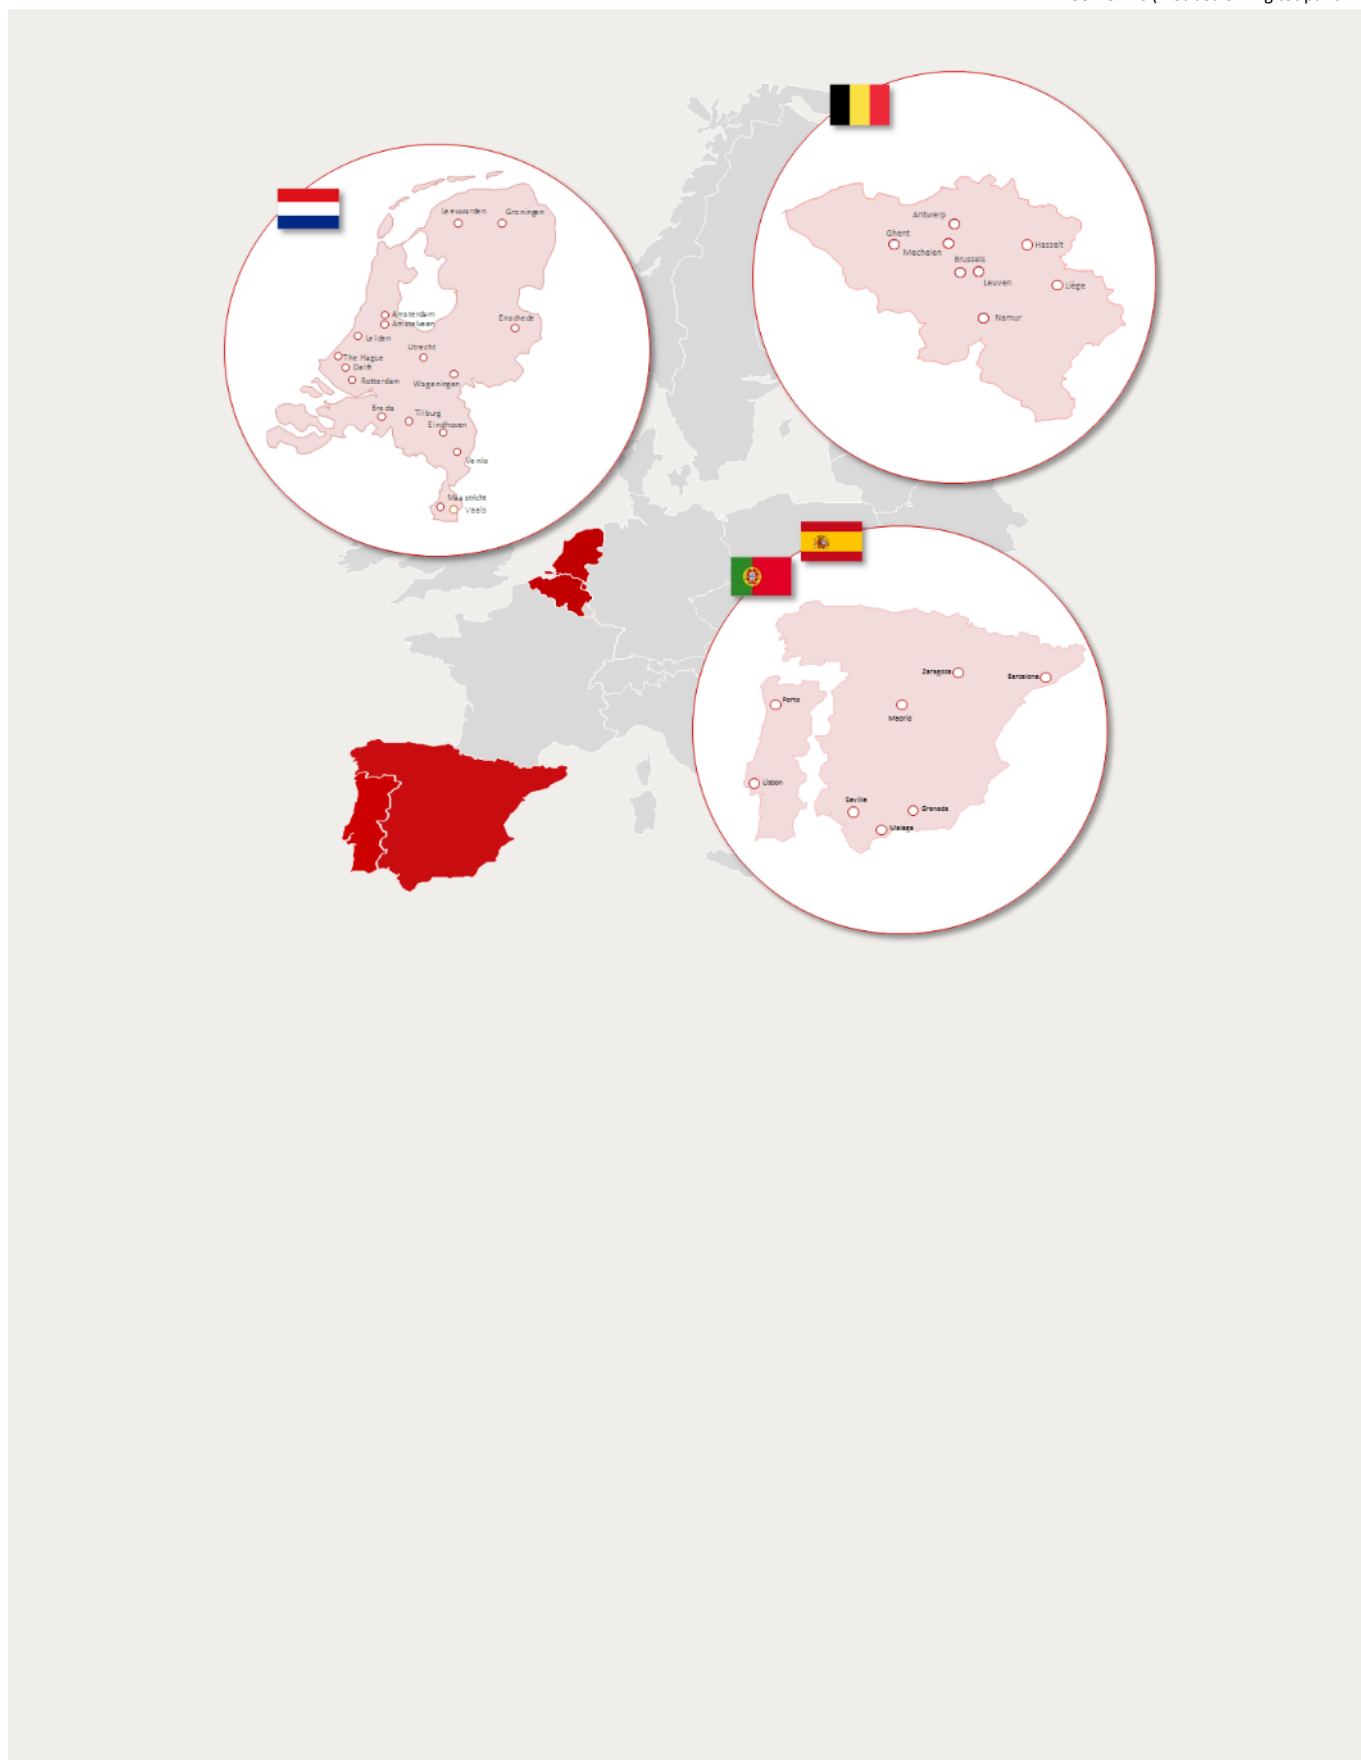 Leeuwarden
Groningen
Amsterdam
Amstelveen
Leiden
Enschede
Utrecht
The Hague
Delft
Rotterdam
Wageningen
Breda
Tilburg
Eindhoven
Venlo
Maastricht
Vaals
Antwerp
Ghent
Mechelen
Hasselt
Brussels
Leuven
Liège
Namur
Zaragoza
Barcelona
Porto
Madrid
Lisbon
Seville
Granada
Malaga